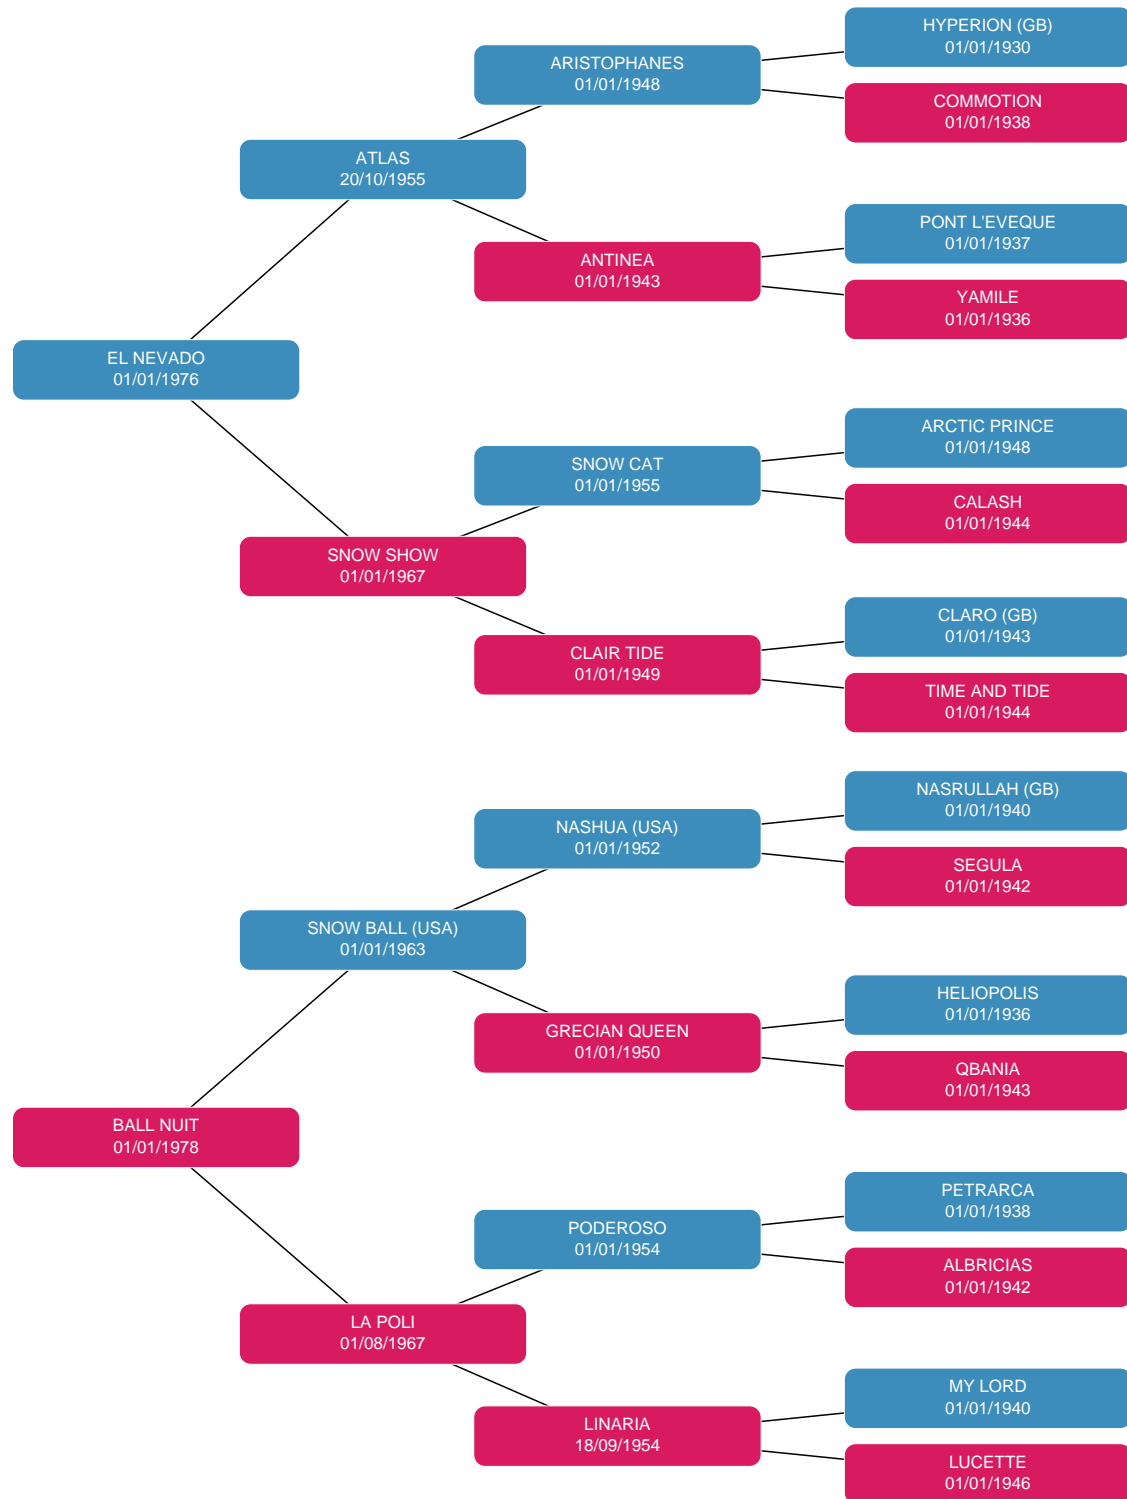 HYPERION (GB)
01/01/1930
ARISTOPHANES
01/01/1948
COMMOTION
01/01/1938
ATLAS
20/10/1955
PONT L'EVEQUE
01/01/1937
ANTINEA
01/01/1943
YAMILE
01/01/1936
EL NEVADO
01/01/1976
ARCTIC PRINCE
01/01/1948
SNOW CAT
01/01/1955
CALASH
01/01/1944
SNOW SHOW
01/01/1967
CLARO (GB)
01/01/1943
CLAIR TIDE
01/01/1949
TIME AND TIDE
01/01/1944
NASRULLAH (GB)
01/01/1940
NASHUA (USA)
01/01/1952
SEGULA
01/01/1942
SNOW BALL (USA)
01/01/1963
HELIOPOLIS
01/01/1936
GRECIAN QUEEN
01/01/1950
QBANIA
01/01/1943
BALL NUIT
01/01/1978
PETRARCA
01/01/1938
PODEROSO
01/01/1954
ALBRICIAS
01/01/1942
LA POLI
01/08/1967
MY LORD
01/01/1940
LINARIA
18/09/1954
LUCETTE
01/01/1946